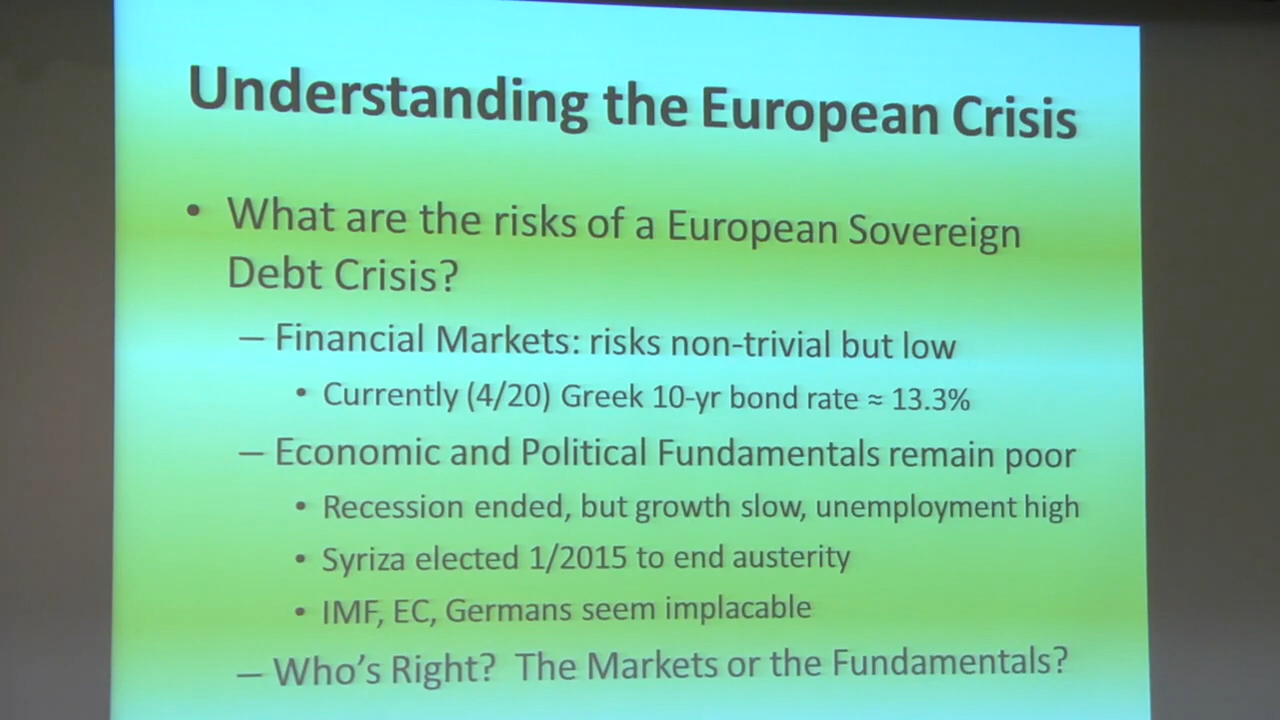 Understanding the European Crisis
• What are the risks of a European Sovereign
Debt Crisis?
– Financial Markets: risks non-trivial but low
• Currently (4/20) Greek 10-yr bond rate ≈ 13.3%
– Economic and Political Fundamentals remain poor
• Recession ended, but growth slow, unemployment high
• Syriza elected 1/2015 to end austerity
• IMF, EC, Germans seem implacable
– Who's Right? The Markets or the Fundamentals?